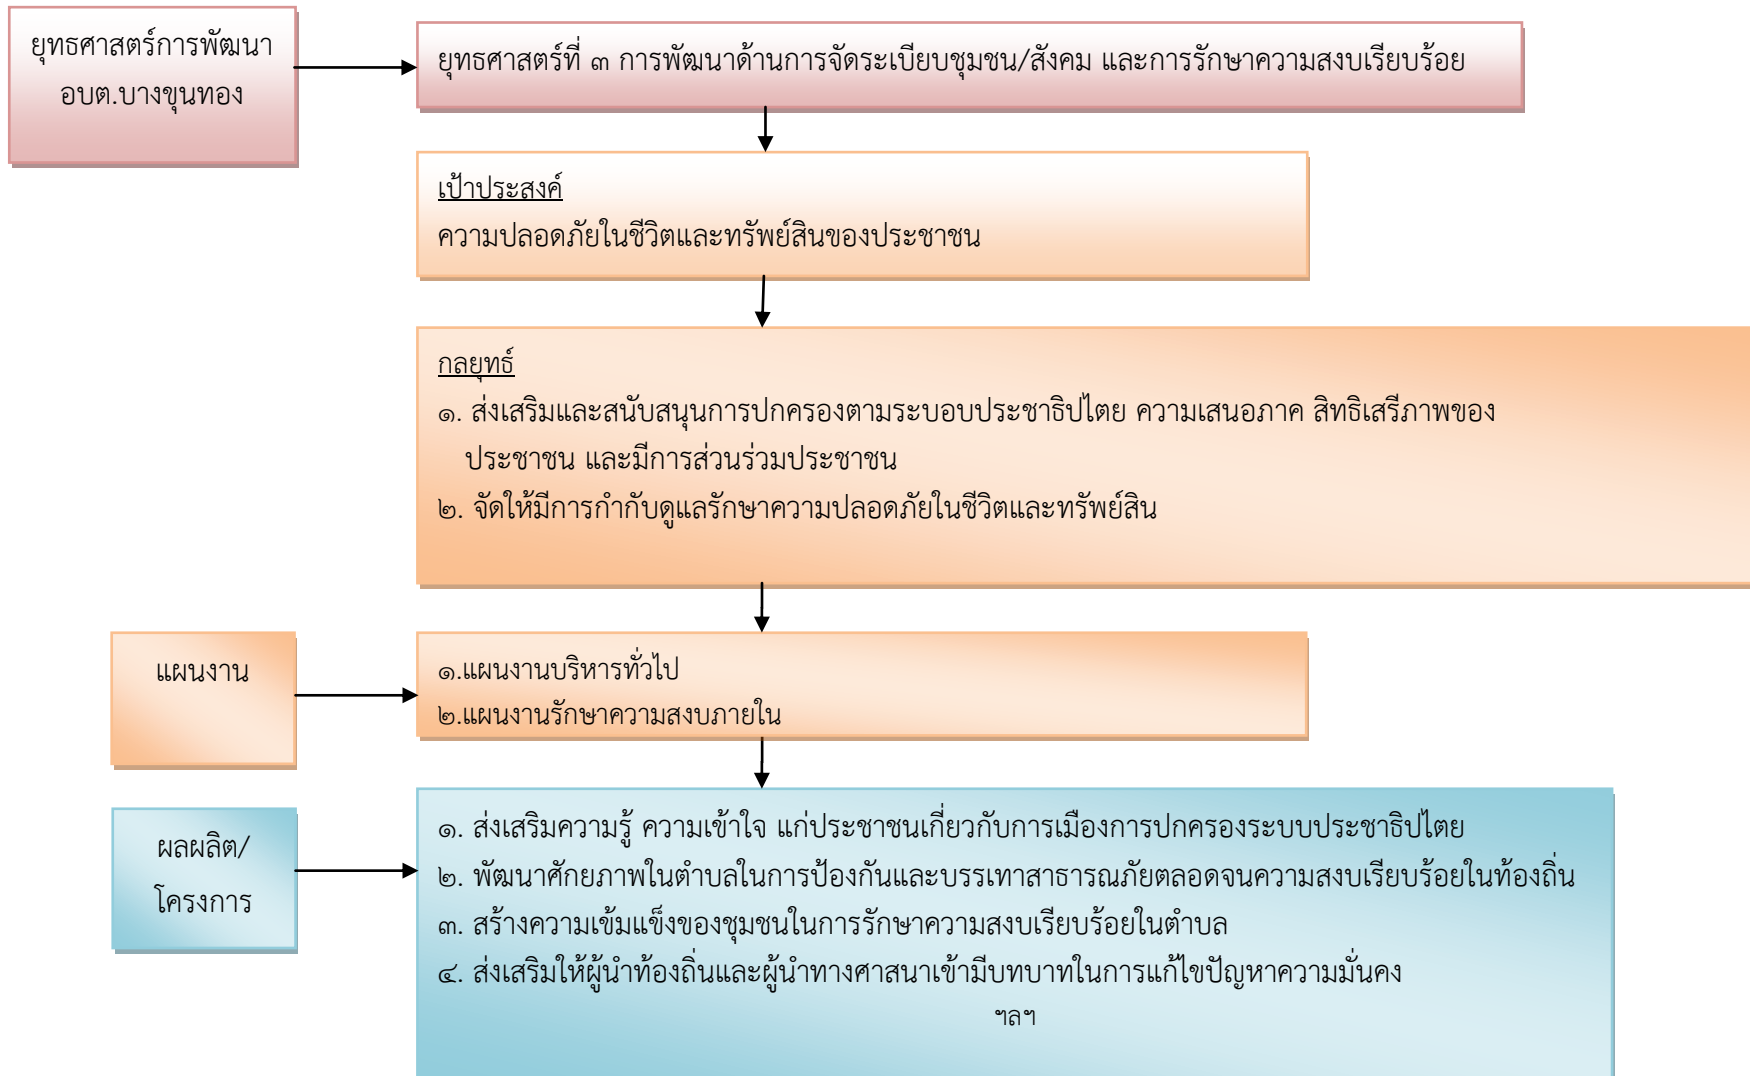 ยุทธศาสตร์การพัฒนา
อบต.บางขุนทอง
ยุทธศาสตร์ที่ ๓ การพัฒนาด้านการจัดระเบียบชุมชน/สังคม และการรักษาความสงบเรียบร้อย
เป้าประสงค์
ความปลอดภัยในชีวิตและทรัพย์สินของประชาชน
กลยุทธ์
๑. ส่งเสริมและสนับสนุนการปกครองตามระบอบประชาธิปไตย ความเสนอภาค สิทธิเสรีภาพของ
ประชาชน และมีการส่วนร่วมประชาชน
๒. จัดให้มีการกำกับดูแลรักษาความปลอดภัยในชีวิตและทรัพย์สิน
แผนงาน
๑.แผนงานบริหารทั่วไป
๒.แผนงานรักษาความสงบภายใน
ผลผลิต/
โครงการ
๑. ส่งเสริมความรู้ ความเข้าใจ แก่ประชาชนเกี่ยวกับการเมืองการปกครองระบบประชาธิปไตย
๒. พัฒนาศักยภาพในตำบลในการป้องกันและบรรเทาสาธารณภัยตลอดจนความสงบเรียบร้อยในท้องถิ่น
๓. สร้างความเข้มแข็งของชุมชนในการรักษาความสงบเรียบร้อยในตำบล
๔. ส่งเสริมให้ผู้นำท้องถิ่นและผู้นำทางศาสนาเข้ามีบทบาทในการแก้ไขปัญหาความมั่นคง
ฯลฯ